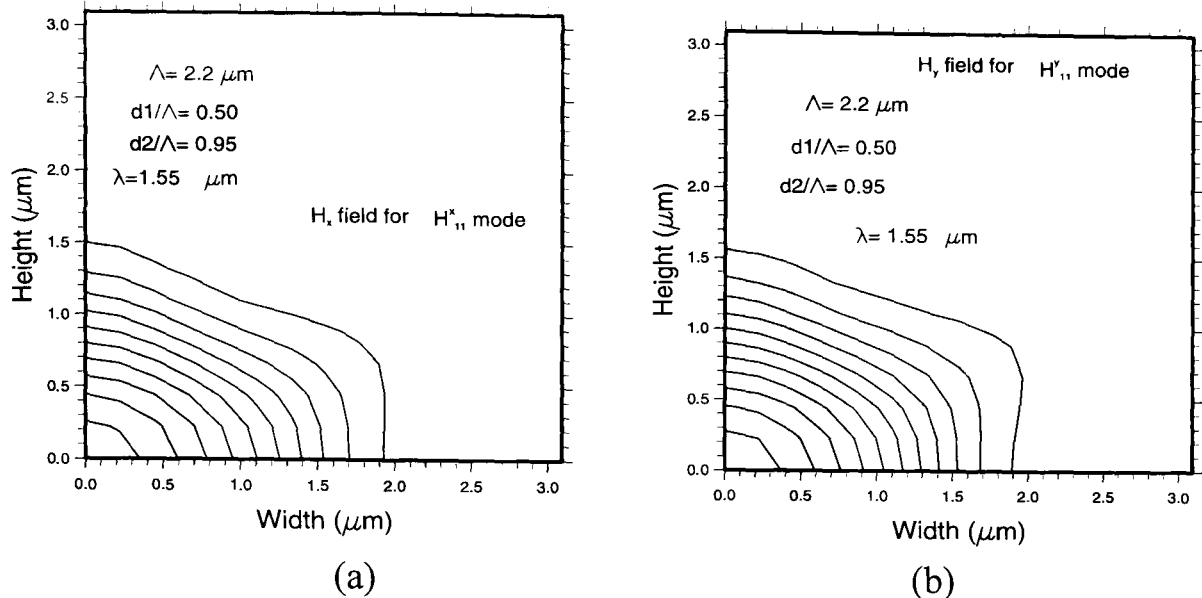 3.0
2.5
2.0
1.5
1.0
0.5
0.0
Height (μm)
Λ= 2.2 μm
d1/Λ= 0.50
d2/Λ= 0.95
λ=1.55 μm
Hx field for Hx11 mode
0.0 0.5 1.0 1.5 2.0 2.5 3.0
Width (μm)
(a)
3.0
2.5
2.0
1.5
1.0
0.5
0.0
Height (μm)
Hy field for Hy11 mode
Λ= 2.2 μm
d1/Λ= 0.50
d2/Λ= 0.95
λ= 1.55 μm
0.0 0.5 1.0 1.5 2.0 2.5 3.0
Width (μm)
(b)